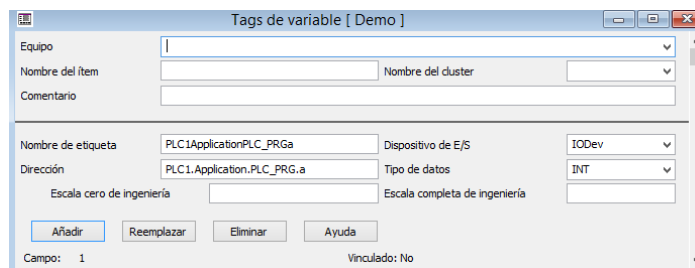 Tags de variable [ Demo ]
Equipo
Nombre del ítem Nombre del cluster
Comentario
Nombre de etiqueta PLC1ApplicationPLC_PRGa Dispositivo de E/S IODev
Dirección PLC1.Application.PLC_PRG.a Tipo de datos INT
Escala cero de ingeniería Escala completa de ingeniería
Añadir Reemplazar Eliminar Ayuda
Campo: 1 Vinculado: No